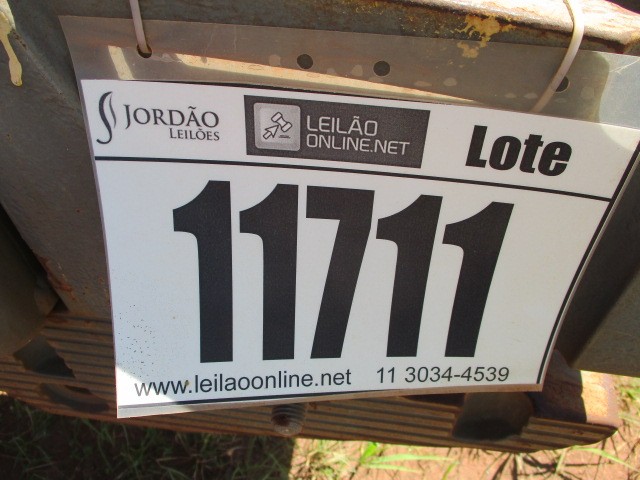 JORDÃO
LEILÕES
LEILÃO
ONLINE.NET
Lote
11711
www.leilaoonline.net 11 3034-4539